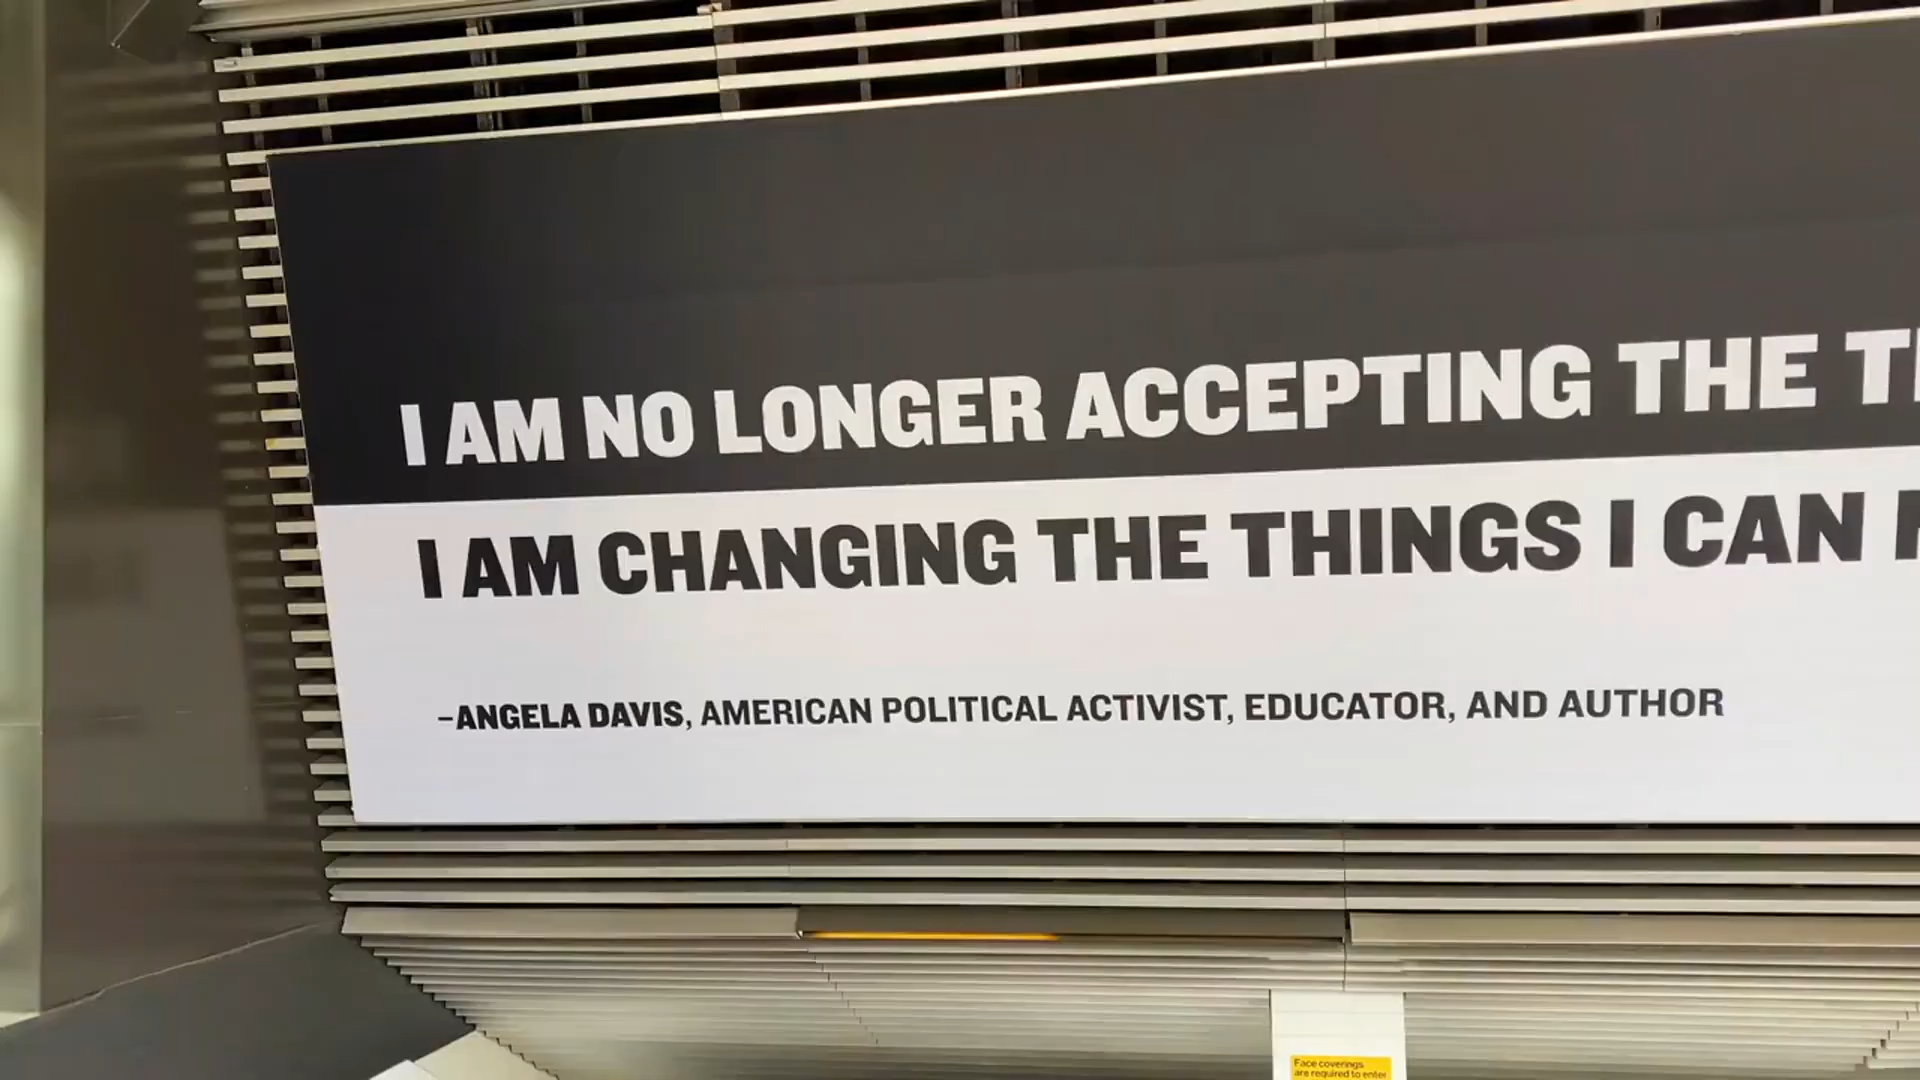 I AM NO LONGER ACCEPTING THE
I AM CHANGING THE THINGS I CAN
–ANGELA DAVIS, AMERICAN POLITICAL ACTIVIST, EDUCATOR, AND AUTHOR
Face coverings
are required to enter